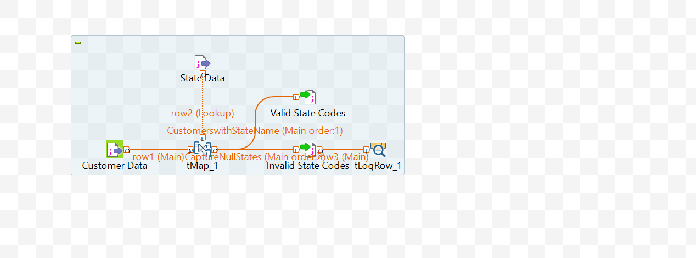 State Data
row2 (Lookup)
Valid State Codes
CustomerswithStateName (Main order:1)
row1 (Main)
CaptureNullStates (Main order:
row3 (Main)
Customer Data
tMap_1
Invalid State Codes
tLogRow_1